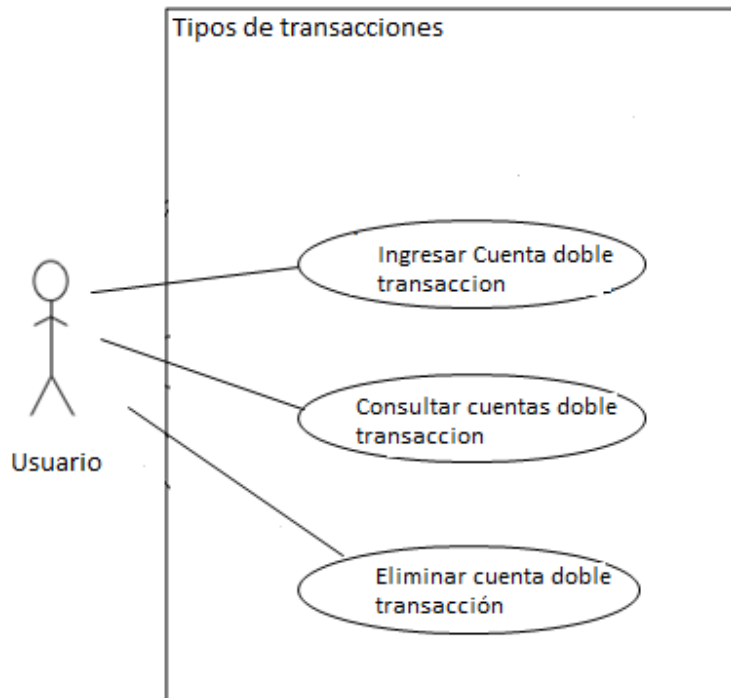 Tipos de transacciones
Ingresar Cuenta doble
transaccion
Consultar cuentas doble
transaccion
Usuario
Eliminar cuenta doble
transacción